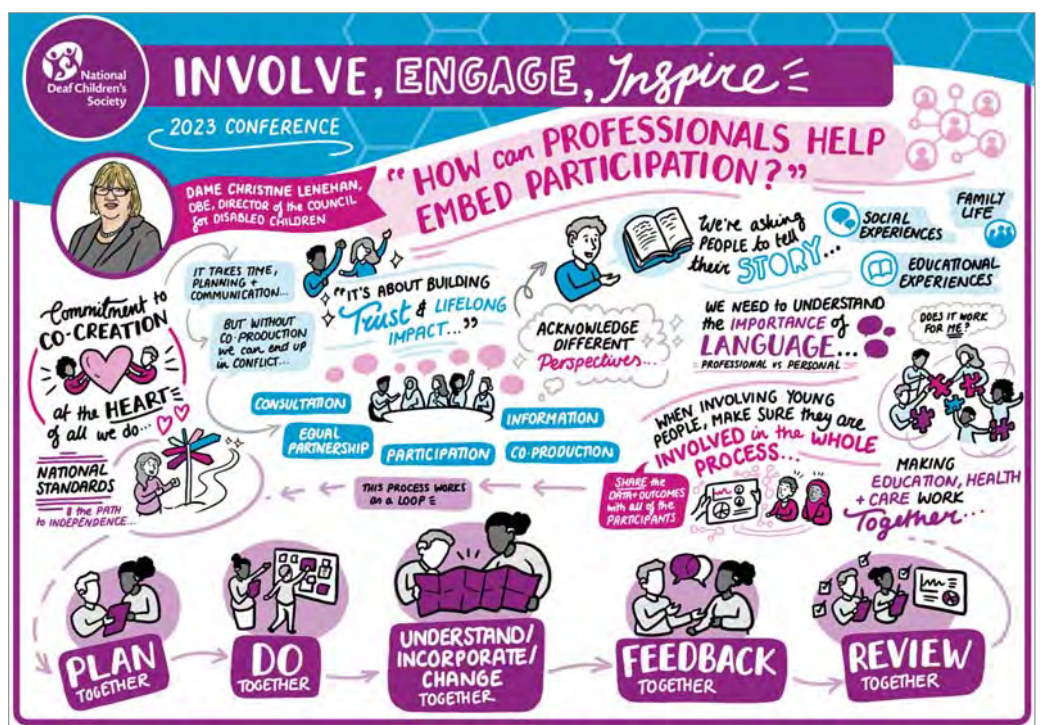 National
Deaf Children's
Society
INVOLVE, ENGAGE, Inspire
2023 CONFERENCE
"HOW can PROFESSIONALS HELP
EMBED PARTICIPATION?"
DAME CHRISTINE LENEHAN,
OBE, DIRECTOR of the COUNCIL
for DISABLED CHILDREN
IT TAKES TIME,
PLANNING +
COMMUNICATION...
BUT WITHOUT
CO-PRODUCTION
we can end up
in CONFLICT...
"IT'S ABOUT BUILDING
Trust & LIFELONG
IMPACT..."
ACKNOWLEDGE
DIFFERENT
Perspectives...
We're asking
PEOPLE to tell
their STORY...
SOCIAL
EXPERIENCES
FAMILY
LIFE
EDUCATIONAL
EXPERIENCES
WE NEED to UNDERSTAND
the IMPORTANCE of
LANGUAGE...
PROFESSIONAL vs PERSONAL
DOES IT WORK
FOR ME?
Commitment to
CO-CREATION
at the HEART
of all we do...
CONSULTATION
EQUAL
PARTNERSHIP
PARTICIPATION
INFORMATION
CO-PRODUCTION
WHEN INVOLVING YOUNG
PEOPLE, MAKE SURE they are
INVOLVED in the WHOLE
PROCESS...
SHARE the
DATA + OUTCOMES
with all of the
PARTICIPANTS
MAKING
EDUCATION, HEALTH
+ CARE WORK
Together...
NATIONAL
STANDARDS
& the PATH
to INDEPENDENCE...
THIS PROCESS WORKS
as a LOOP
PLAN
TOGETHER
DO
TOGETHER
UNDERSTAND/
INCORPORATE/
CHANGE
TOGETHER
FEEDBACK
TOGETHER
REVIEW
TOGETHER